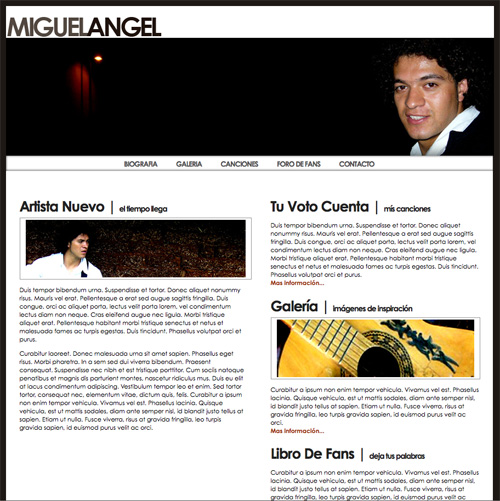 MIGUELANGEL
BIOGRAFIA GALERIA CANCIONES FORO DE FANS CONTACTO
Artista Nuevo | el tiempo llega
Duis tempor bibendum urna. Suspendisse et tortor. Donec aliquet
nonummy risus. Mauris vel erat. Pellentesque a erat sed augue
sagittis fringilla. Duis
congue, orci ac aliquet porta, lectus velit porta lorem, vel condimentum
lectus diam non neque. Cras eleifend augue nec ligula. Morbi tristique
aliquet erat. Pellentesque habitant morbi tristique senectus et netus et
malesuada fames ac turpis egestas. Duis tincidunt. Phasellus volutpat orci et
purus.
Curabitur laoreet. Donec malesuada urna sit amet sapien. Phasellus eget
risus. Morbi pharetra. In a sem sed dui viverra bibendum. Praesent
consequat. Suspendisse nec nibh et est tristique porttitor. Cum sociis natoque
penatibus et magnis dis parturient montes, nascetur ridiculus mus. Duis eu elit
at lacus condimentum adipiscing. Vestibulum tempor leo et enim. Sed tortor
tortor, consequat nec, elementum vitae, dictum quis, felis. Curabitur a ipsum
non enim tempor vehicula. Vivamus vel est. Phasellus lacinia. Quisque
vehicula, est ut mattis sodales, diam ante semper nisl, id blandit justo tellus at
sapien. Etiam ut nulla. Fusce viverra, risus at gravida fringilla, leo turpis
gravida sapien, id euismod purus velit ac orci.
Tu Voto Cuenta | mis canciones
Duis tempor bibendum urna. Suspendisse et tortor. Donec aliquet
nonummy risus. Mauris vel erat. Pellentesque a erat sed augue sagittis
fringilla. Duis congue, orci ac aliquet porta, lectus velit porta lorem, vel
condimentum lectus diam non neque. Cras eleifend augue nec ligula.
Morbi tristique aliquet erat. Pellentesque habitant morbi tristique
senectus et netus et malesuada fames ac turpis egestas. Duis tincidunt.
Phasellus volutpat orci et purus.
Mas información...
Galería | imágenes de inspiración
Curabitur a ipsum non enim tempor vehicula. Vivamus vel est. Phasellus
lacinia. Quisque vehicula, est ut mattis sodales, diam ante semper nisl,
id blandit justo tellus at sapien. Etiam ut nulla. Fusce viverra, risus at
gravida fringilla, leo turpis gravida sapien, id euismod purus velit ac
orci.
Mas información...
Libro De Fans | deja tus palabras
Curabitur a ipsum non enim tempor vehicula. Vivamus vel est. Phasellus
lacinia. Quisque vehicula, est ut mattis sodales, diam ante semper nisl,
id blandit justo tellus at sapien. Etiam ut nulla. Fusce viverra, risus at
gravida fringilla, leo turpis gravida sapien, id euismod purus velit ac